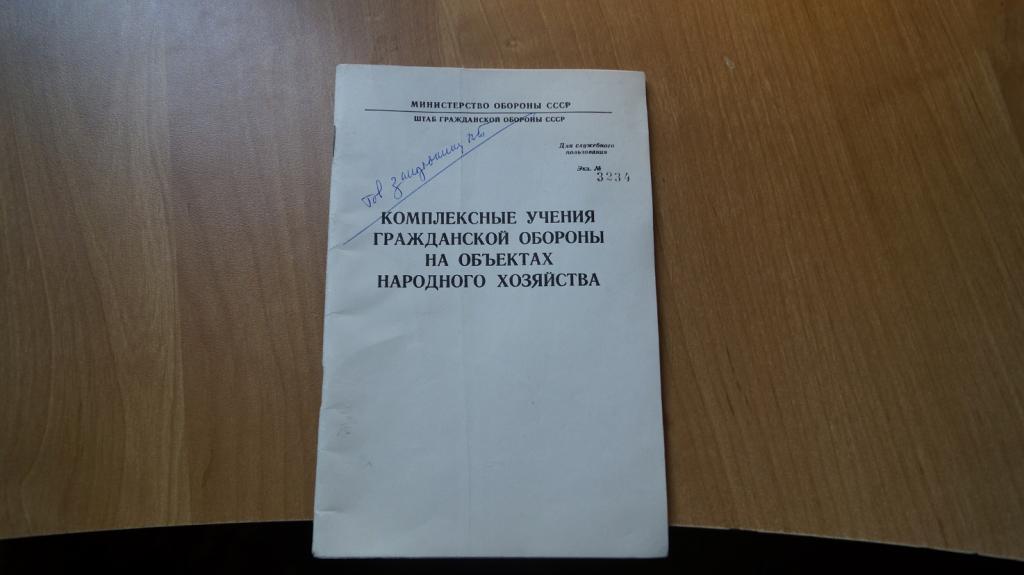 МИНИСТЕРСТВО ОБОРОНЫ СССР
ШТАБ ГРАЖДАНСКОЙ ОБОРОНЫ СССР
Для служебного
пользования
Экз. №
3234
Тов
КОМПЛЕКСНЫЕ УЧЕНИЯ
ГРАЖДАНСКОЙ ОБОРОНЫ
НА ОБЪЕКТАХ
НАРОДНОГО ХОЗЯЙСТВА